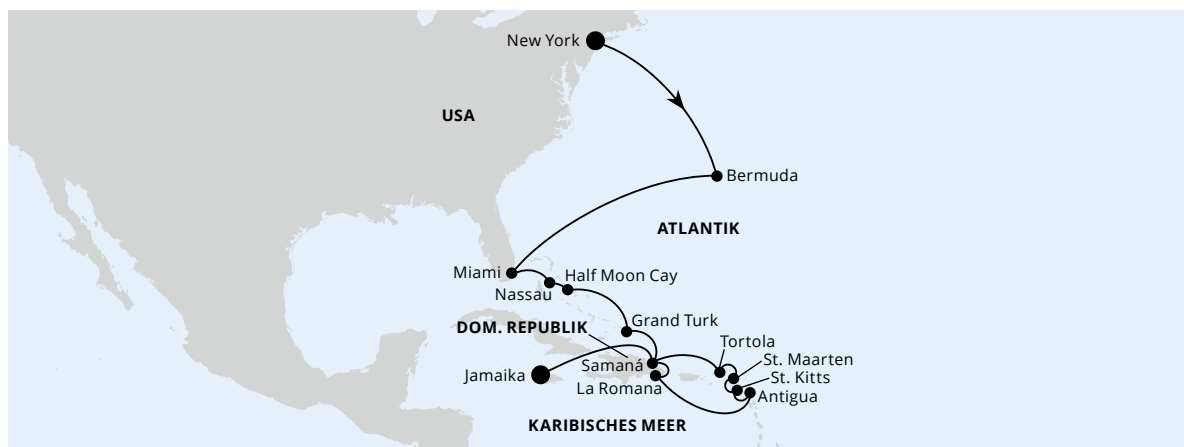 New York
USA
Bermuda
ATLANTIK
Miami
Half Moon Cay
Nassau
Grand Turk
DOM. REPUBLIK
Tortola
St. Maarten
Samaná
St. Kitts
Jamaika
La Romana
Antigua
KARIBISCHES MEER